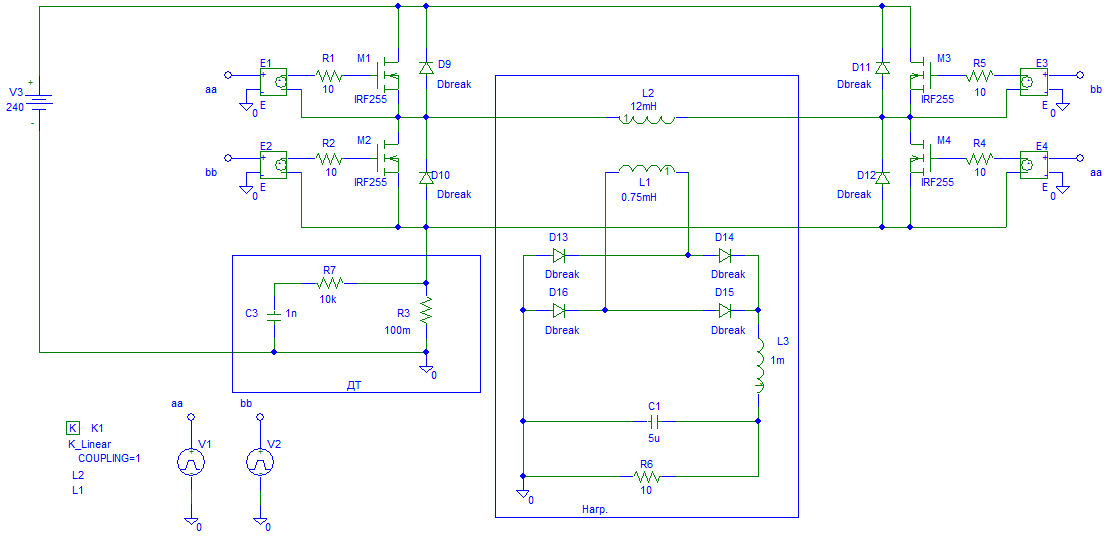 V3
240
+
-
aa
E1
+
-
E
0
R1
10
M1
IRF255
D9
Dbreak
bb
E2
+
-
E
0
R2
10
M2
IRF255
D10
Dbreak
L2
12mH
1
L1
1
0.75mH
D11
Dbreak
M3
IRF255
R5
10
E3
+
-
E
0
bb
D12
Dbreak
M4
IRF255
R4
10
E4
+
-
E
0
aa
D13
Dbreak
D14
Dbreak
D16
Dbreak
D15
Dbreak
L3
1m
C1
5u
R6
10
0
Нагр.
R7
10k
C3
1n
R3
100m
0
ДТ
K K1
K_Linear
COUPLING=1
L2
L1
aa
V1
0
bb
V2
0